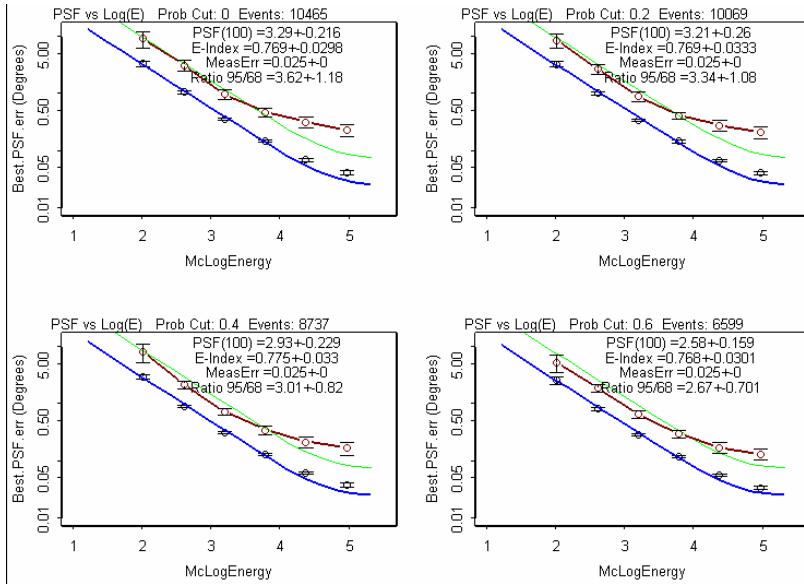 PSF vs Log(E) Prob Cut: 0 Events: 10465
PSF(100) =3.29+-0.216
E-Index =0.769+-0.0298
MeasErr =0.025+-0
Ratio 95/68 =3.62+-1.18
Best.PSF.err (Degrees)
5.00
0.50
0.05
0.01
1 2 3 4 5
McLogEnergy
PSF vs Log(E) Prob Cut: 0.2 Events: 10069
PSF(100) =3.21+-0.26
E-Index =0.769+-0.0333
MeasErr =0.025+-0
Ratio 95/68 =3.34+-1.08
Best.PSF.err (Degrees)
5.00
0.50
0.05
0.01
1 2 3 4 5
McLogEnergy
PSF vs Log(E) Prob Cut: 0.4 Events: 8737
PSF(100) =2.93+-0.229
E-Index =0.775+-0.033
MeasErr =0.025+-0
Ratio 95/68 =3.01+-0.82
Best.PSF.err (Degrees)
5.00
0.50
0.05
0.01
1 2 3 4 5
McLogEnergy
PSF vs Log(E) Prob Cut: 0.6 Events: 6599
PSF(100) =2.58+-0.159
E-Index =0.768+-0.0301
MeasErr =0.025+-0
Ratio 95/68 =2.67+-0.701
Best.PSF.err (Degrees)
5.00
0.50
0.05
0.01
1 2 3 4 5
McLogEnergy